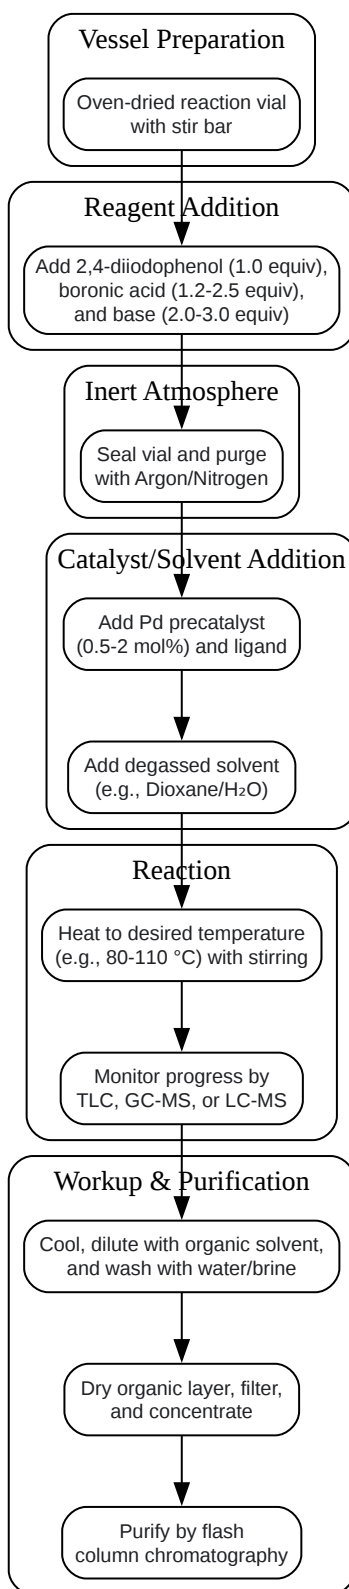 Vessel Preparation
Oven-dried reaction vial
with stir bar
Reagent Addition
Add 2,4-diiodophenol (1.0 equiv),
boronic acid (1.2-2.5 equiv),
and base (2.0-3.0 equiv)
Inert Atmosphere
Seal vial and purge
with Argon/Nitrogen
Catalyst/Solvent Addition
Add Pd precatalyst
(0.5-2 mol%) and ligand
Add degassed solvent
(e.g., Dioxane/H₂O)
Reaction
Heat to desired temperature
(e.g., 80-110 °C) with stirring
Monitor progress by
TLC, GC-MS, or LC-MS
Workup & Purification
Cool, dilute with organic solvent,
and wash with water/brine
Dry organic layer, filter,
and concentrate
Purify by flash
column chromatography